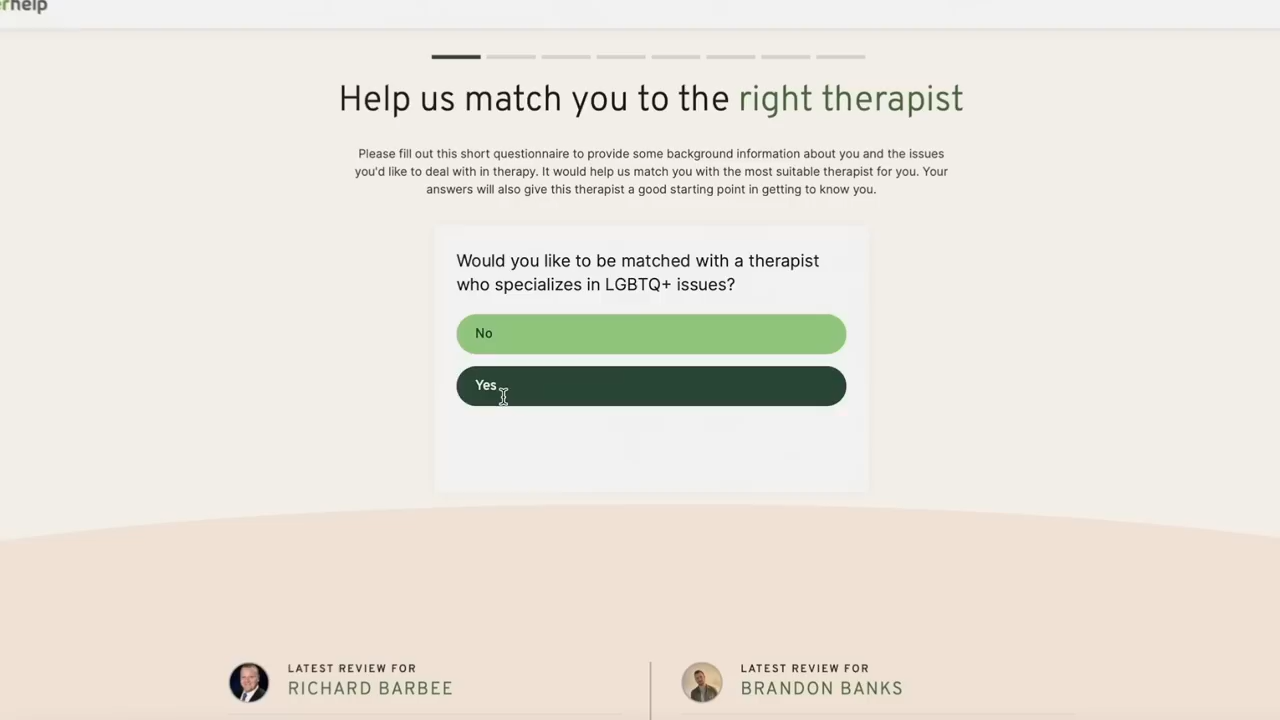 erhelp
Help us match you to the right therapist
Please fill out this short questionnaire to provide some background information about you and the issues
you'd like to deal with in therapy. It would help us match you with the most suitable therapist for you. Your
answers will also give this therapist a good starting point in getting to know you.
Would you like to be matched with a therapist
who specializes in LGBTQ+ issues?
No
Yes
LATEST REVIEW FOR
RICHARD BARBEE
LATEST REVIEW FOR
BRANDON BANKS